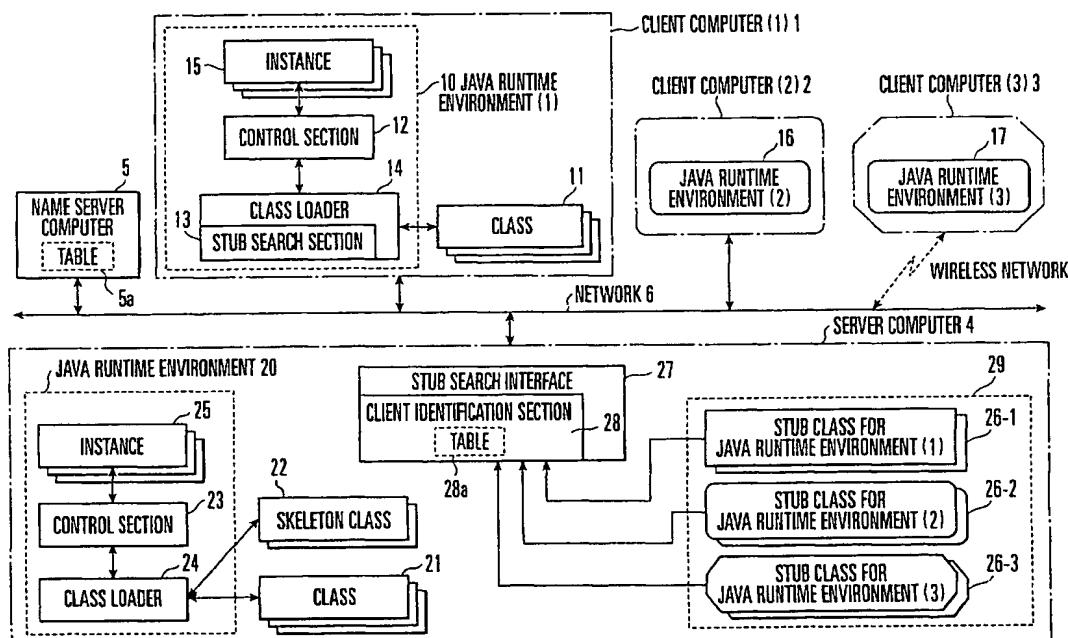 CLIENT COMPUTER (1) 1
15
INSTANCE
10 JAVA RUNTIME
ENVIRONMENT (1)
CONTROL SECTION
12
14
CLASS LOADER
13
STUB SEARCH SECTION
11
CLASS
CLIENT COMPUTER (2) 2
16
JAVA RUNTIME
ENVIRONMENT (2)
CLIENT COMPUTER (3) 3
17
JAVA RUNTIME
ENVIRONMENT (3)
5
NAME SERVER
COMPUTER
TABLE
5a
WIRELESS NETWORK
NETWORK 6
SERVER COMPUTER 4
JAVA RUNTIME ENVIRONMENT 20
25
INSTANCE
23
CONTROL SECTION
24
CLASS LOADER
22
SKELETON CLASS
21
CLASS
27
STUB SEARCH INTERFACE
CLIENT IDENTIFICATION SECTION
28
TABLE
28a
29
STUB CLASS FOR
JAVA RUNTIME ENVIRONMENT (1)
26-1
STUB CLASS FOR
JAVA RUNTIME ENVIRONMENT (2)
26-2
STUB CLASS FOR
JAVA RUNTIME ENVIRONMENT (3)
26-3